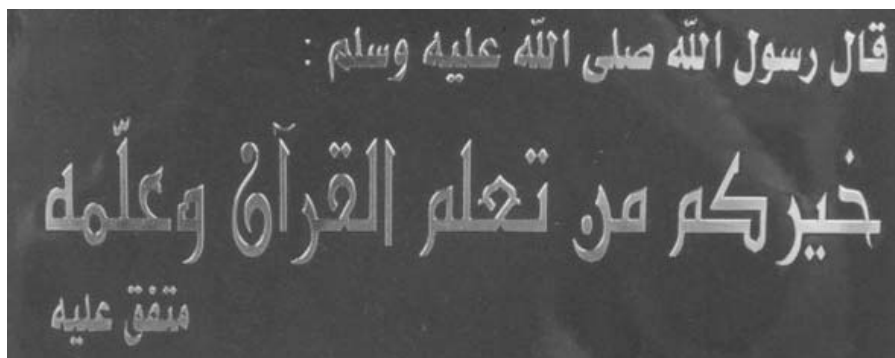 قال رسول الله صلى الله عليه وسلم :
خيركم من تعلم القرآن وعلّمه
متفق عليه